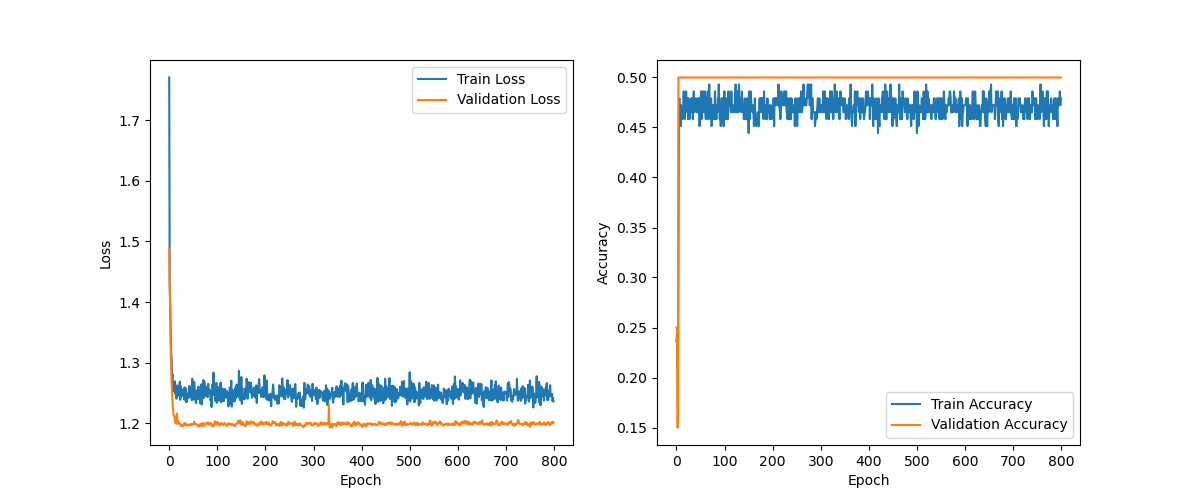 Train Loss
Validation Loss
1.7
1.6
1.5
1.4
1.3
1.2
Loss
0 100 200 300 400 500 600 700 800
Epoch
0.50
0.45
0.40
0.35
0.30
0.25
0.20
0.15
Accuracy
Train Accuracy
Validation Accuracy
0 100 200 300 400 500 600 700 800
Epoch